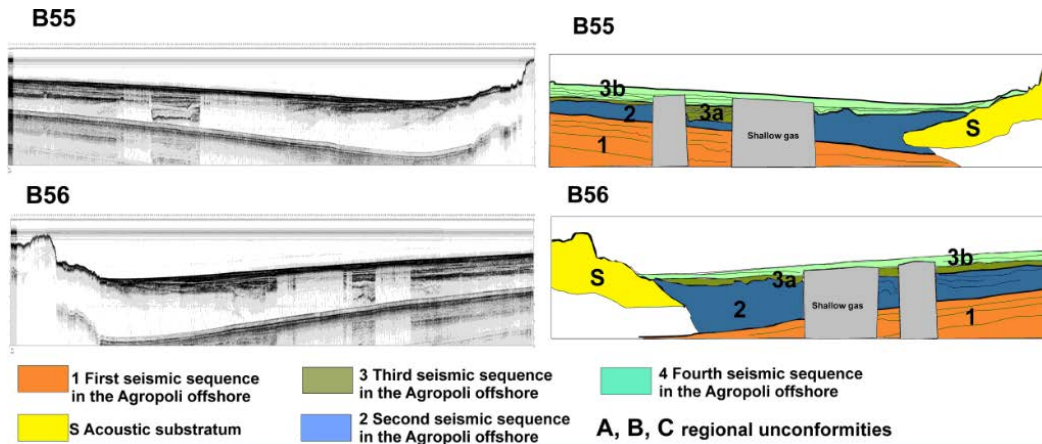 B55
B55
3b
2
3a
Shallow gas
S
1
B56
B56
3b
S
3a
Shallow gas
2
1
1 First seismic sequence
in the Agropoli offshore
3 Third seismic sequence
in the Agropoli offshore
4 Fourth seismic sequence
in the Agropoli offshore
S Acoustic substratum
2 Second seismic sequence
in the Agropoli offshore
A, B, C regional unconformities